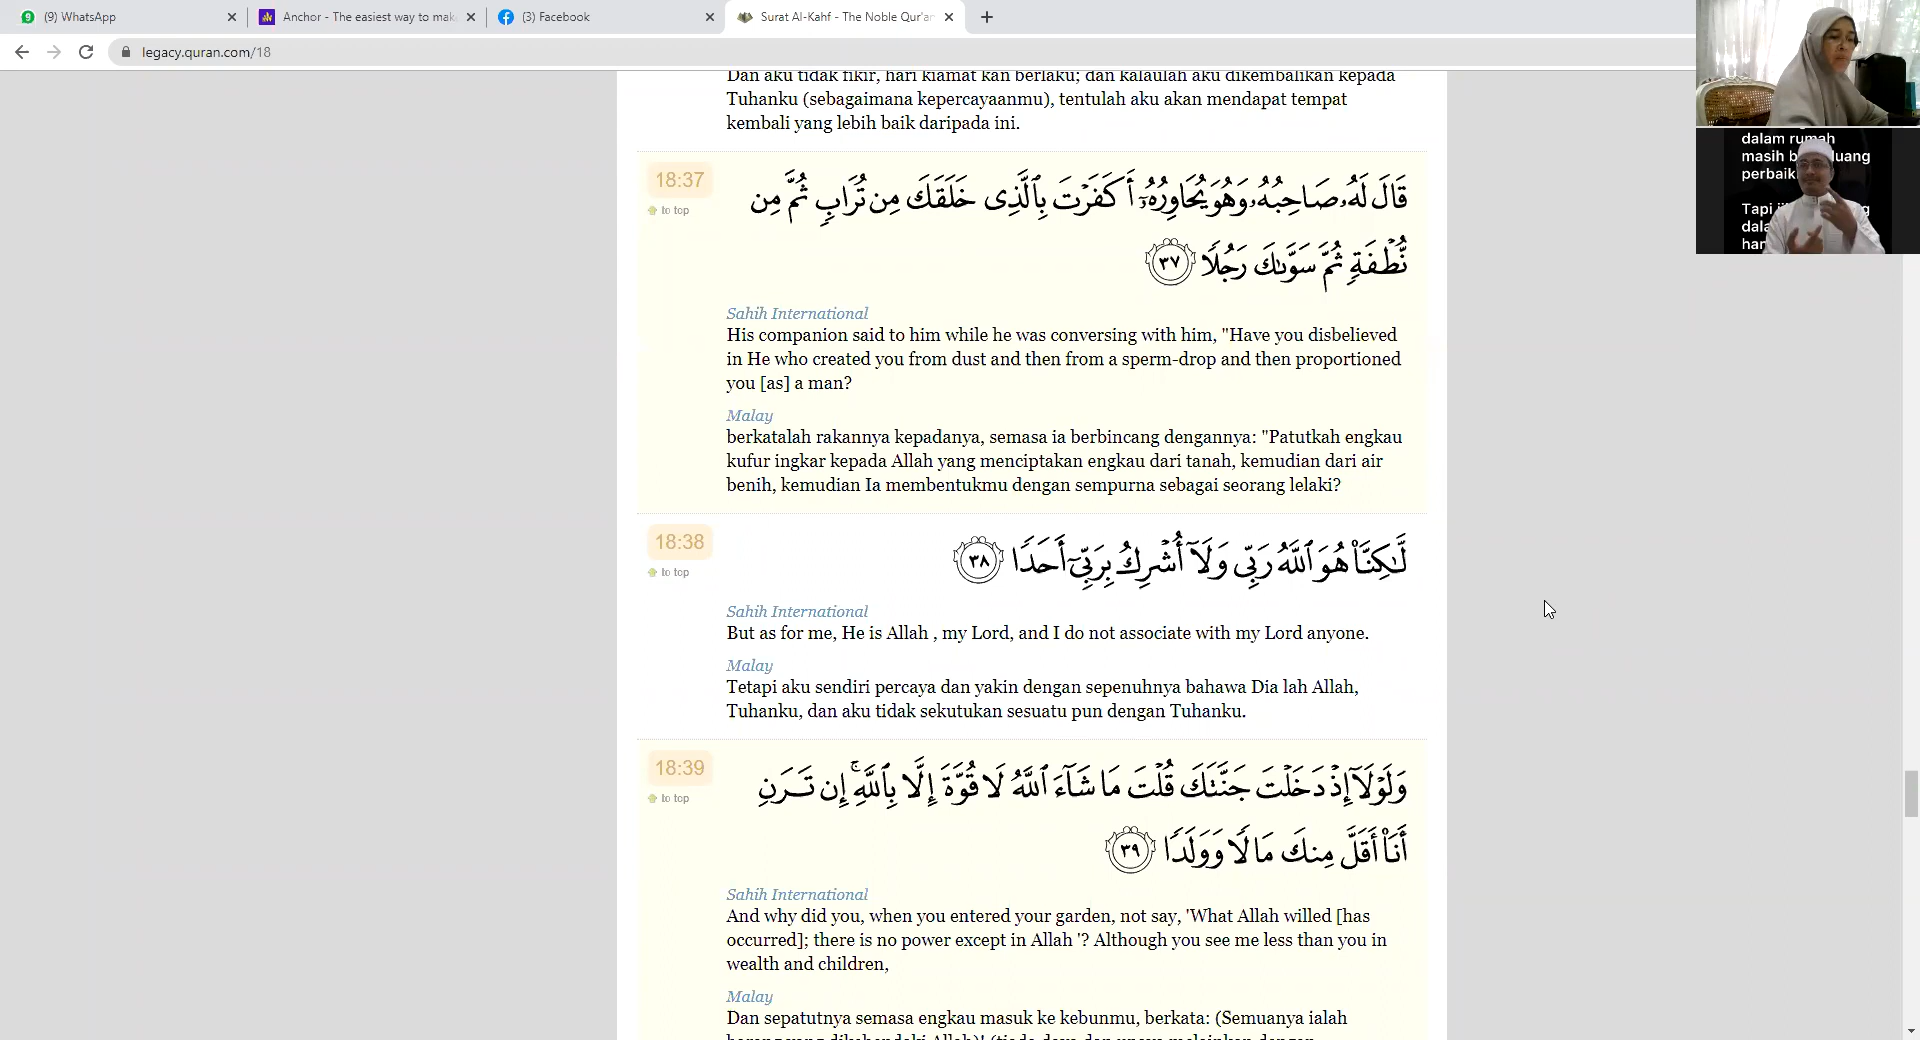 (9) WhatsApp
Anchor - The easiest way to mak
(3) Facebook
Surat Al-Kahf - The Noble Qur'an
legacy.quran.com/18
Dan aku tidak fikir, hari kiamat kan berlaku; dan kalaulah aku dikembalikan kepada
Tuhanku (sebagaimana kepercayaanmu), tentulah aku akan mendapat tempat
kembali yang lebih baik daripada ini.
18:37
to top
قَالَ لَهُۥ صَاحِبُهُۥ وَهُوَ يُحَاوِرُهُۥٓ أَكَفَرْتَ بِٱلَّذِى خَلَقَكَ مِن تُرَابٍ ثُمَّ مِن
نُّطْفَةٍ ثُمَّ سَوَّىٰكَ رَجُلًا ٣٧
Sahih International
His companion said to him while he was conversing with him, "Have you disbelieved
in He who created you from dust and then from a sperm-drop and then proportioned
you [as] a man?
Malay
berkatalah rakannya kepadanya, semasa ia berbincang dengannya: "Patutkah engkau
kufur ingkar kepada Allah yang menciptakan engkau dari tanah, kemudian dari air
benih, kemudian Ia membentukmu dengan sempurna sebagai seorang lelaki?
18:38
to top
لَّٰكِنَّا۠ هُوَ ٱللَّهُ رَبِّى وَلَآ أُشْرِكُ بِرَبِّىٓ أَحَدًا ٣٨
Sahih International
But as for me, He is Allah , my Lord, and I do not associate with my Lord anyone.
Malay
Tetapi aku sendiri percaya dan yakin dengan sepenuhnya bahawa Dia lah Allah,
Tuhanku, dan aku tidak sekutukan sesuatu pun dengan Tuhanku.
18:39
to top
وَلَوْلَآ إِذْ دَخَلْتَ جَنَّتَكَ قُلْتَ مَا شَآءَ ٱللَّهُ لَا قُوَّةَ إِلَّا بِٱللَّهِ ۚ إِن تَرَنِ
أَنَا۠ أَقَلَّ مِنكَ مَالًا وَوَلَدًا ٣٩
Sahih International
And why did you, when you entered your garden, not say, 'What Allah willed [has
occurred]; there is no power except in Allah '? Although you see me less than you in
wealth and children,
Malay
Dan sepatutnya semasa engkau masuk ke kebunmu, berkata: (Semuanya ialah
dalam rumah
masih
perbaik
Tapi